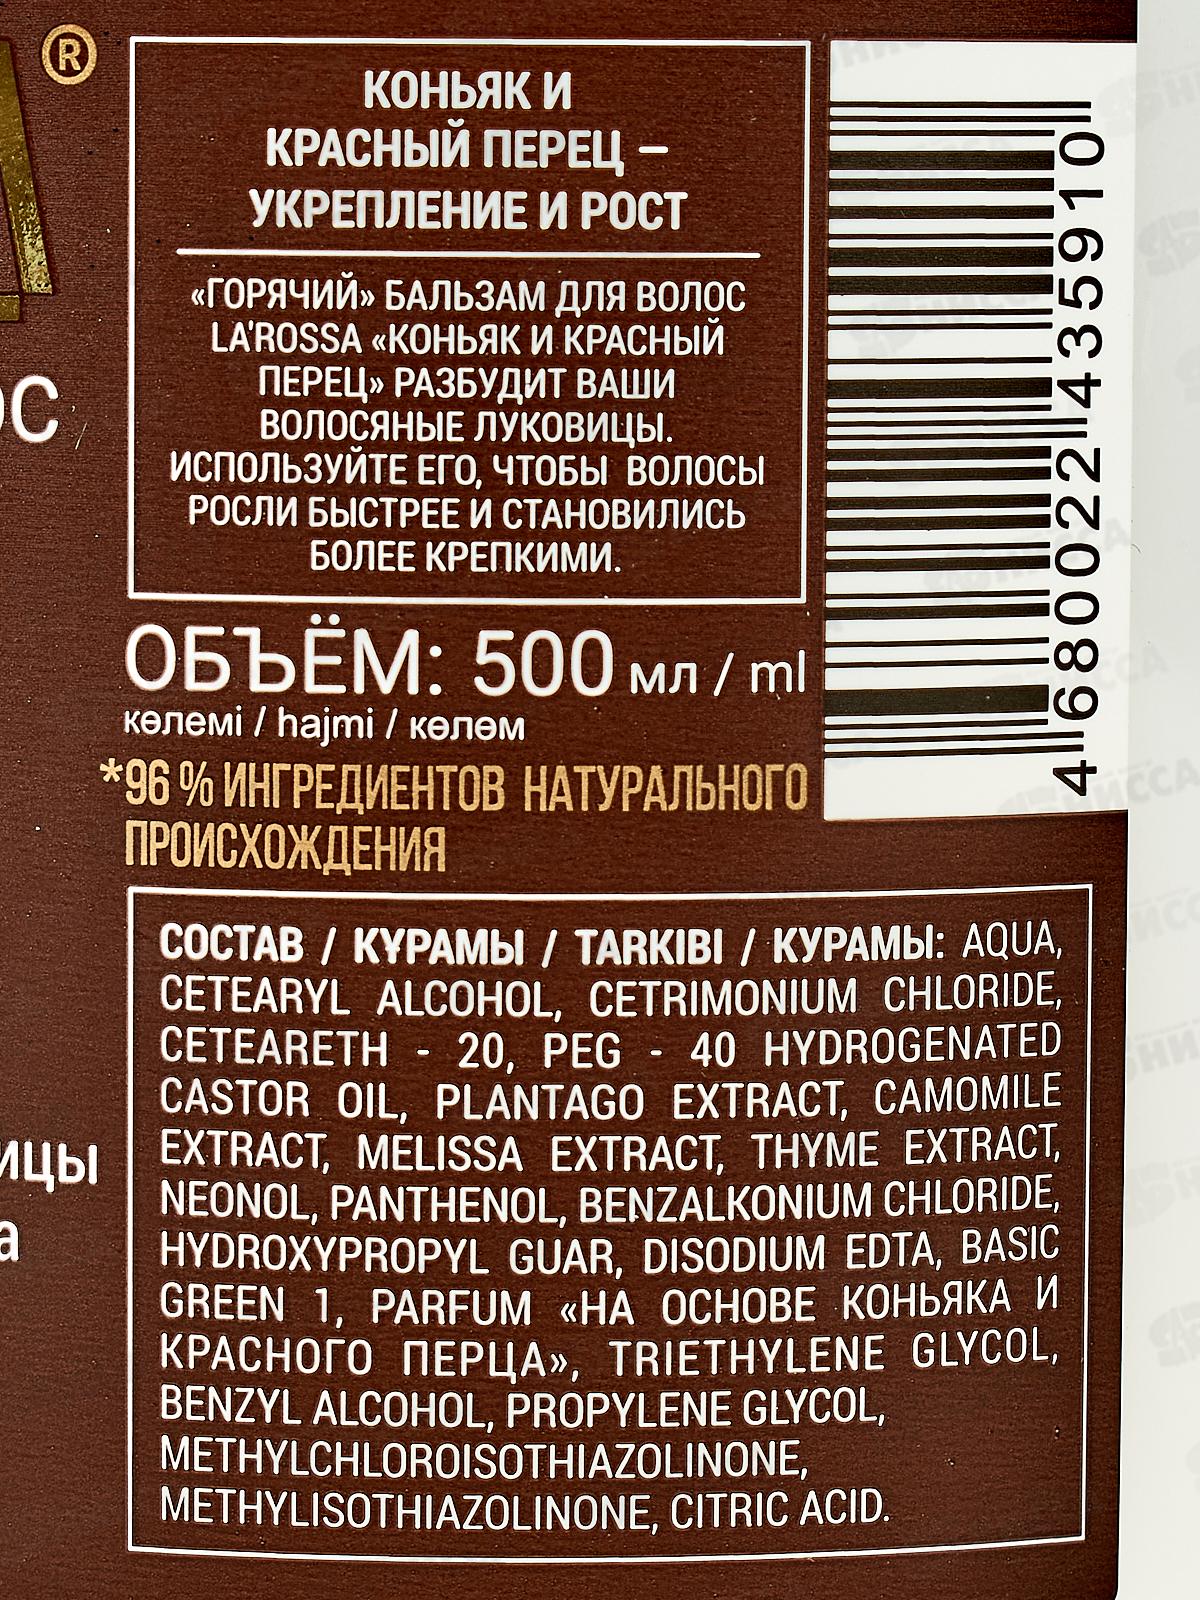 ®
КОНЬЯК И
КРАСНЫЙ ПЕРЕЦ –
УКРЕПЛЕНИЕ И РОСТ
«ГОРЯЧИЙ» БАЛЬЗАМ ДЛЯ ВОЛОС
LA'ROSSA «КОНЬЯК И КРАСНЫЙ
ПЕРЕЦ» РАЗБУДИТ ВАШИ
ВОЛОСЯНЫЕ ЛУКОВИЦЫ.
ИСПОЛЬЗУЙТЕ ЕГО, ЧТОБЫ ВОЛОСЫ
РОСЛИ БЫСТРЕЕ И СТАНОВИЛИСЬ
БОЛЕЕ КРЕПКИМИ.
ОБЪЁМ: 500 мл / ml
көлемі / hajmi / көлөм
*96 % ИНГРЕДИЕНТОВ НАТУРАЛЬНОГО
ПРОИСХОЖДЕНИЯ
4680022435910
СОСТАВ / ҚҰРАМЫ / TARKIBI / КУРАМЫ: AQUA,
CETEARYL ALCOHOL, CETRIMONIUM CHLORIDE,
CETEARETH - 20, PEG - 40 HYDROGENATED
CASTOR OIL, PLANTAGO EXTRACT, CAMOMILE
EXTRACT, MELISSA EXTRACT, THYME EXTRACT,
NEONOL, PANTHENOL, BENZALKONIUM CHLORIDE,
HYDROXYPROPYL GUAR, DISODIUM EDTA, BASIC
GREEN 1, PARFUM «НА ОСНОВЕ КОНЬЯКА И
КРАСНОГО ПЕРЦА», TRIETHYLENE GLYCOL,
BENZYL ALCOHOL, PROPYLENE GLYCOL,
METHYLCHLOROISOTHIAZOLINONE,
METHYLISOTHIAZOLINONE, CITRIC ACID.